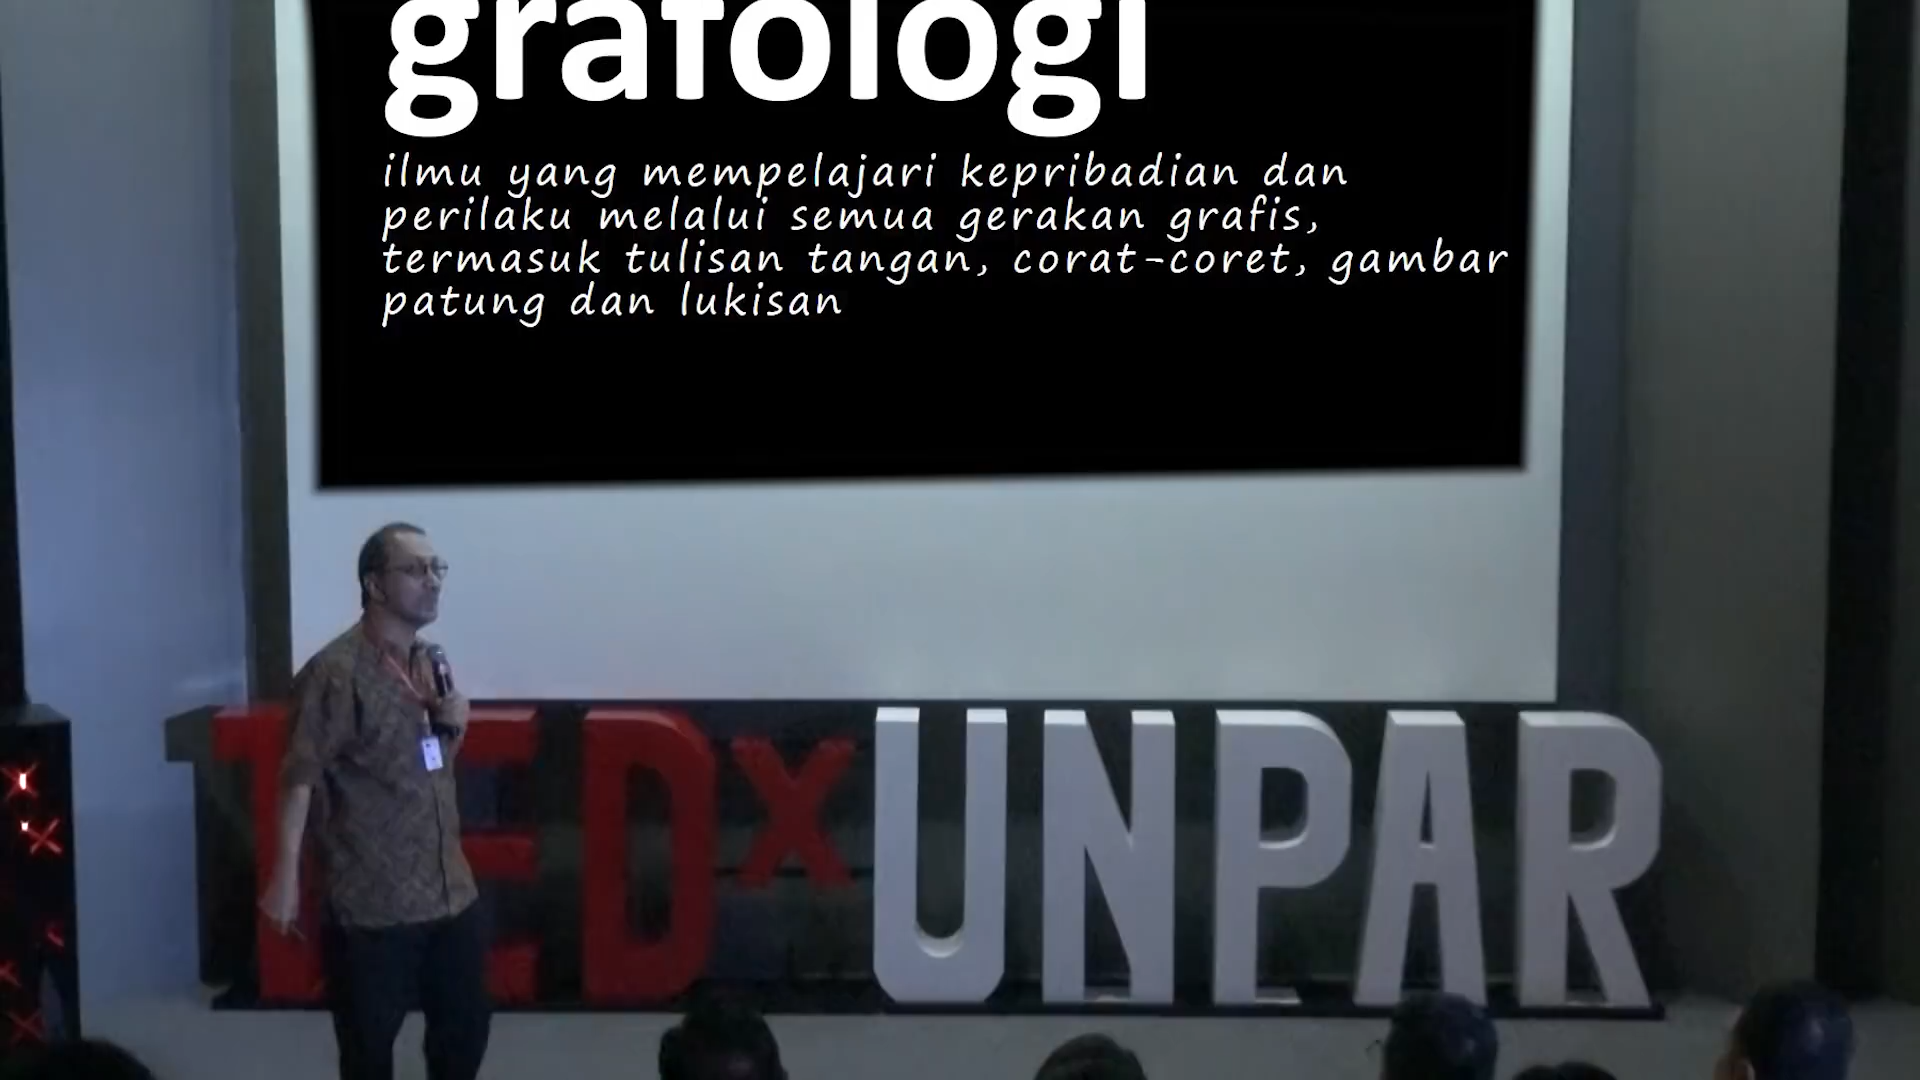 grafologi
ilmu yang mempelajari kepribadian dan
perilaku melalui semua gerakan grafis,
termasuk tulisan tangan, corat-coret, gambar
patung dan lukisan
TEDxUNPAR